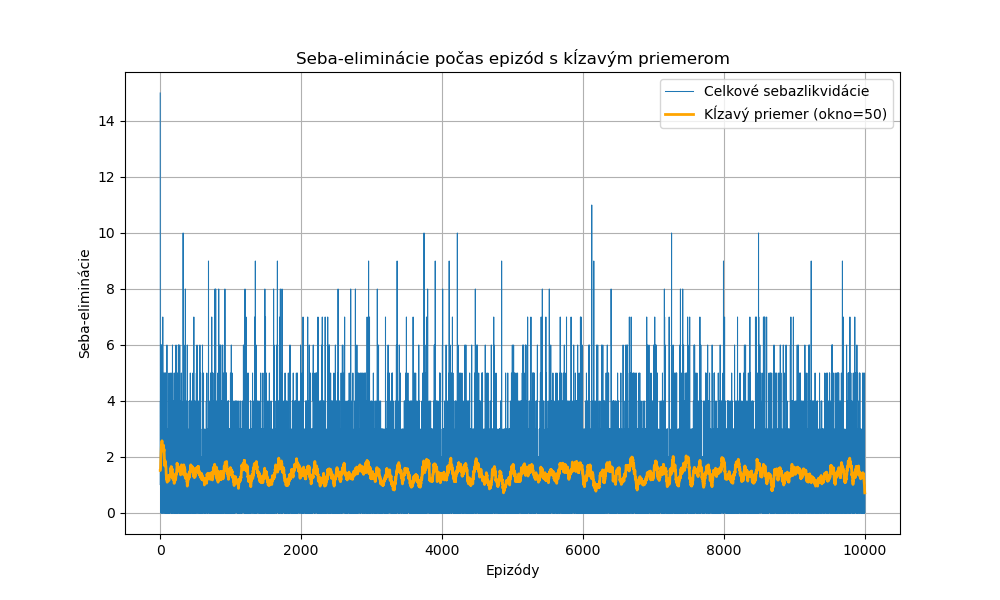 Seba-eliminácie počas epizód s kĺzavým priemerom
Celkové sebazlikvidácie
Kĺzavý priemer (okno=50)
Seba-eliminácie
14
12
10
8
6
4
2
0
0 2000 4000 6000 8000 10000
Epizódy